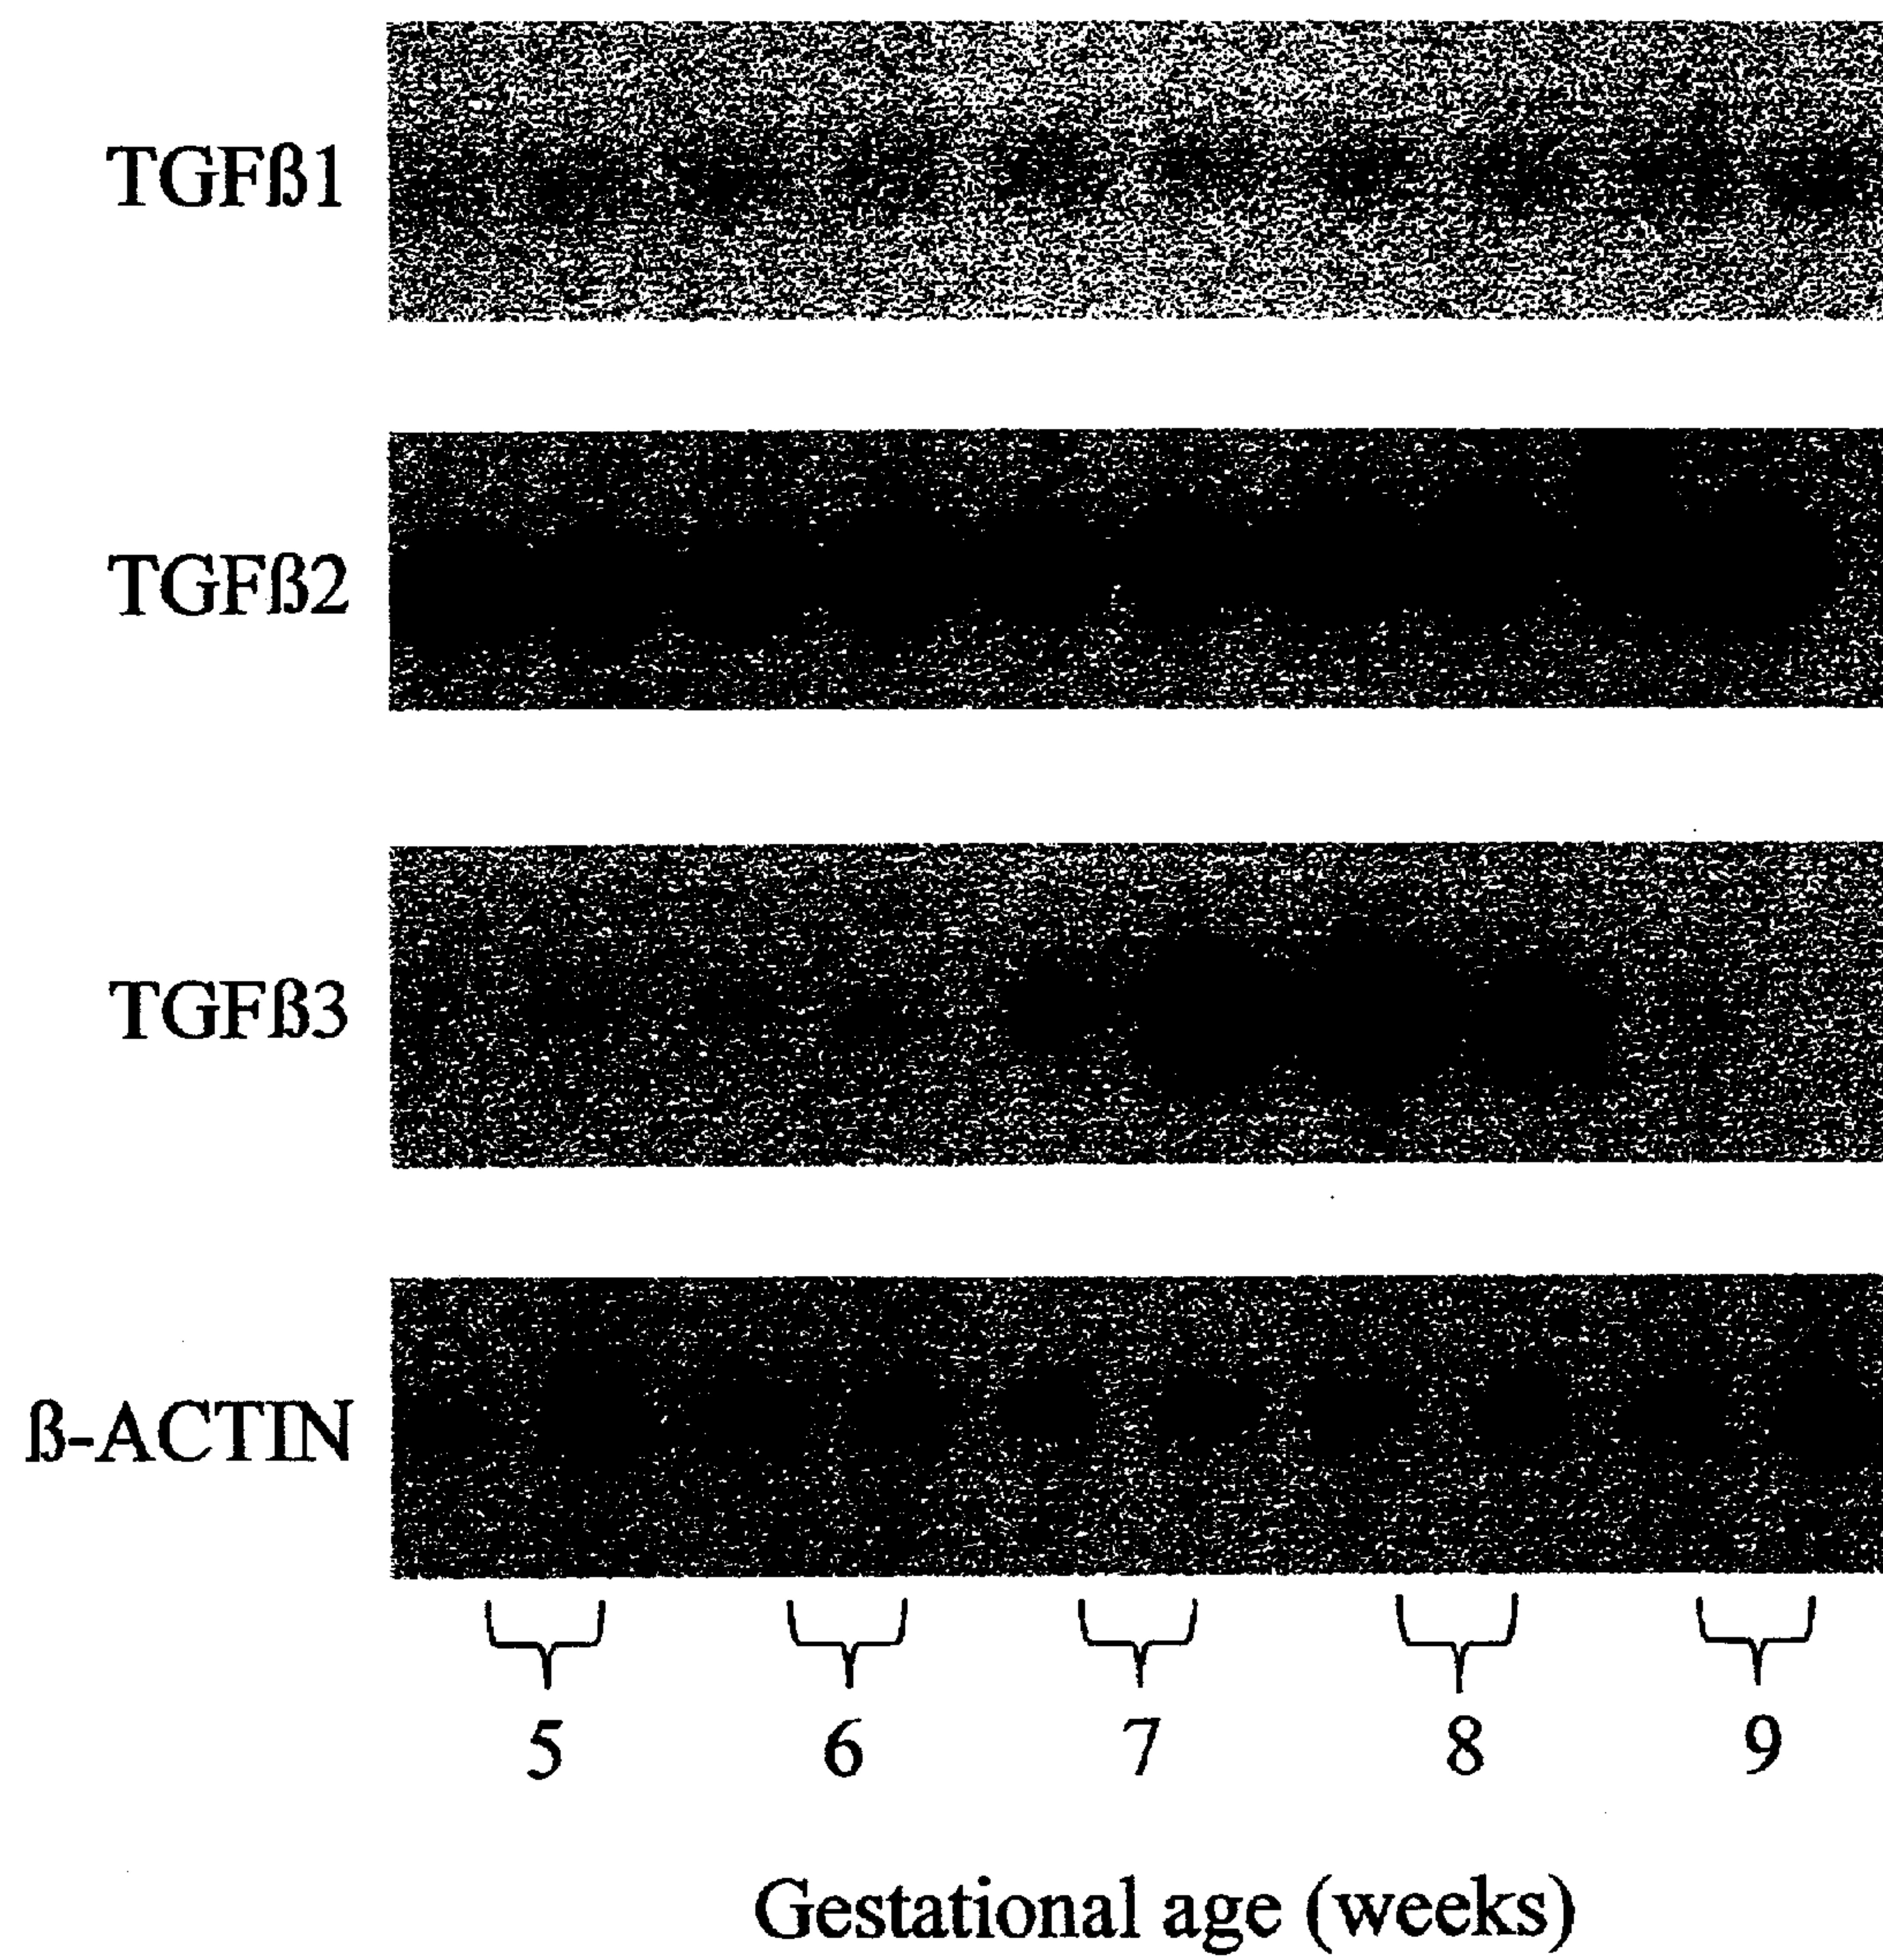 TGFß1
TGFß2
TGFß3
ß-ACTIN
5 6 7 8 9
Gestational age (weeks)